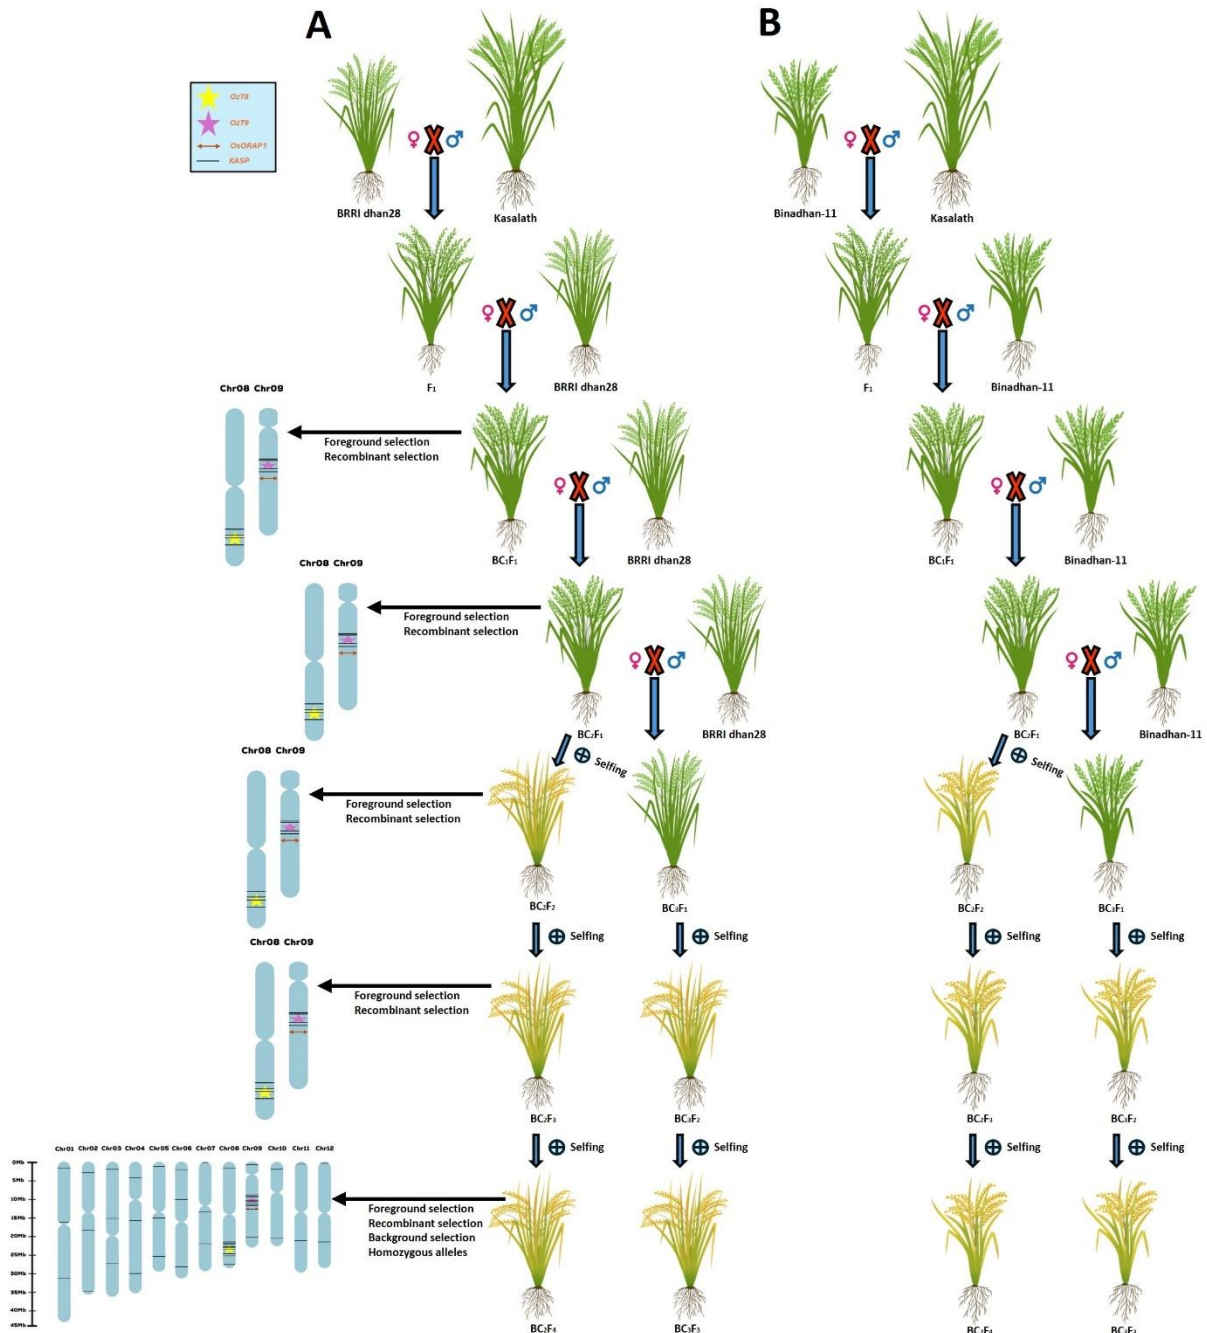 A
B
OzT8
OzT9
OsORAP1
KASP
BRRI dhan28
Kasalath
Binadhan-11
Kasalath
F1
BRRI dhan28
F1
Binadhan-11
Chr08 Chr09
Foreground selection
Recombinant selection
BC1F1
BRRI dhan28
BC1F1
Binadhan-11
Chr08 Chr09
Foreground selection
Recombinant selection
BC2F1
BRRI dhan28
BC2F1
Binadhan-11
Selfing
Selfing
Chr08 Chr09
Foreground selection
Recombinant selection
BC2F2
BC3F1
BC2F2
BC3F1
Selfing
Selfing
Selfing
Selfing
Chr08 Chr09
Foreground selection
Recombinant selection
BC2F3
BC3F2
BC2F3
BC3F2
Selfing
Selfing
Selfing
Selfing
Chr01 Chr02 Chr03 Chr04 Chr05 Chr06 Chr07 Chr08 Chr09 Chr10 Chr11 Chr12
0Mb
5Mb
10Mb
15Mb
20Mb
25Mb
30Mb
35Mb
40Mb
45Mb
Foreground selection
Recombinant selection
Background selection
Homozygous alleles
BC2F4
BC3F3
BC2F4
BC3F3